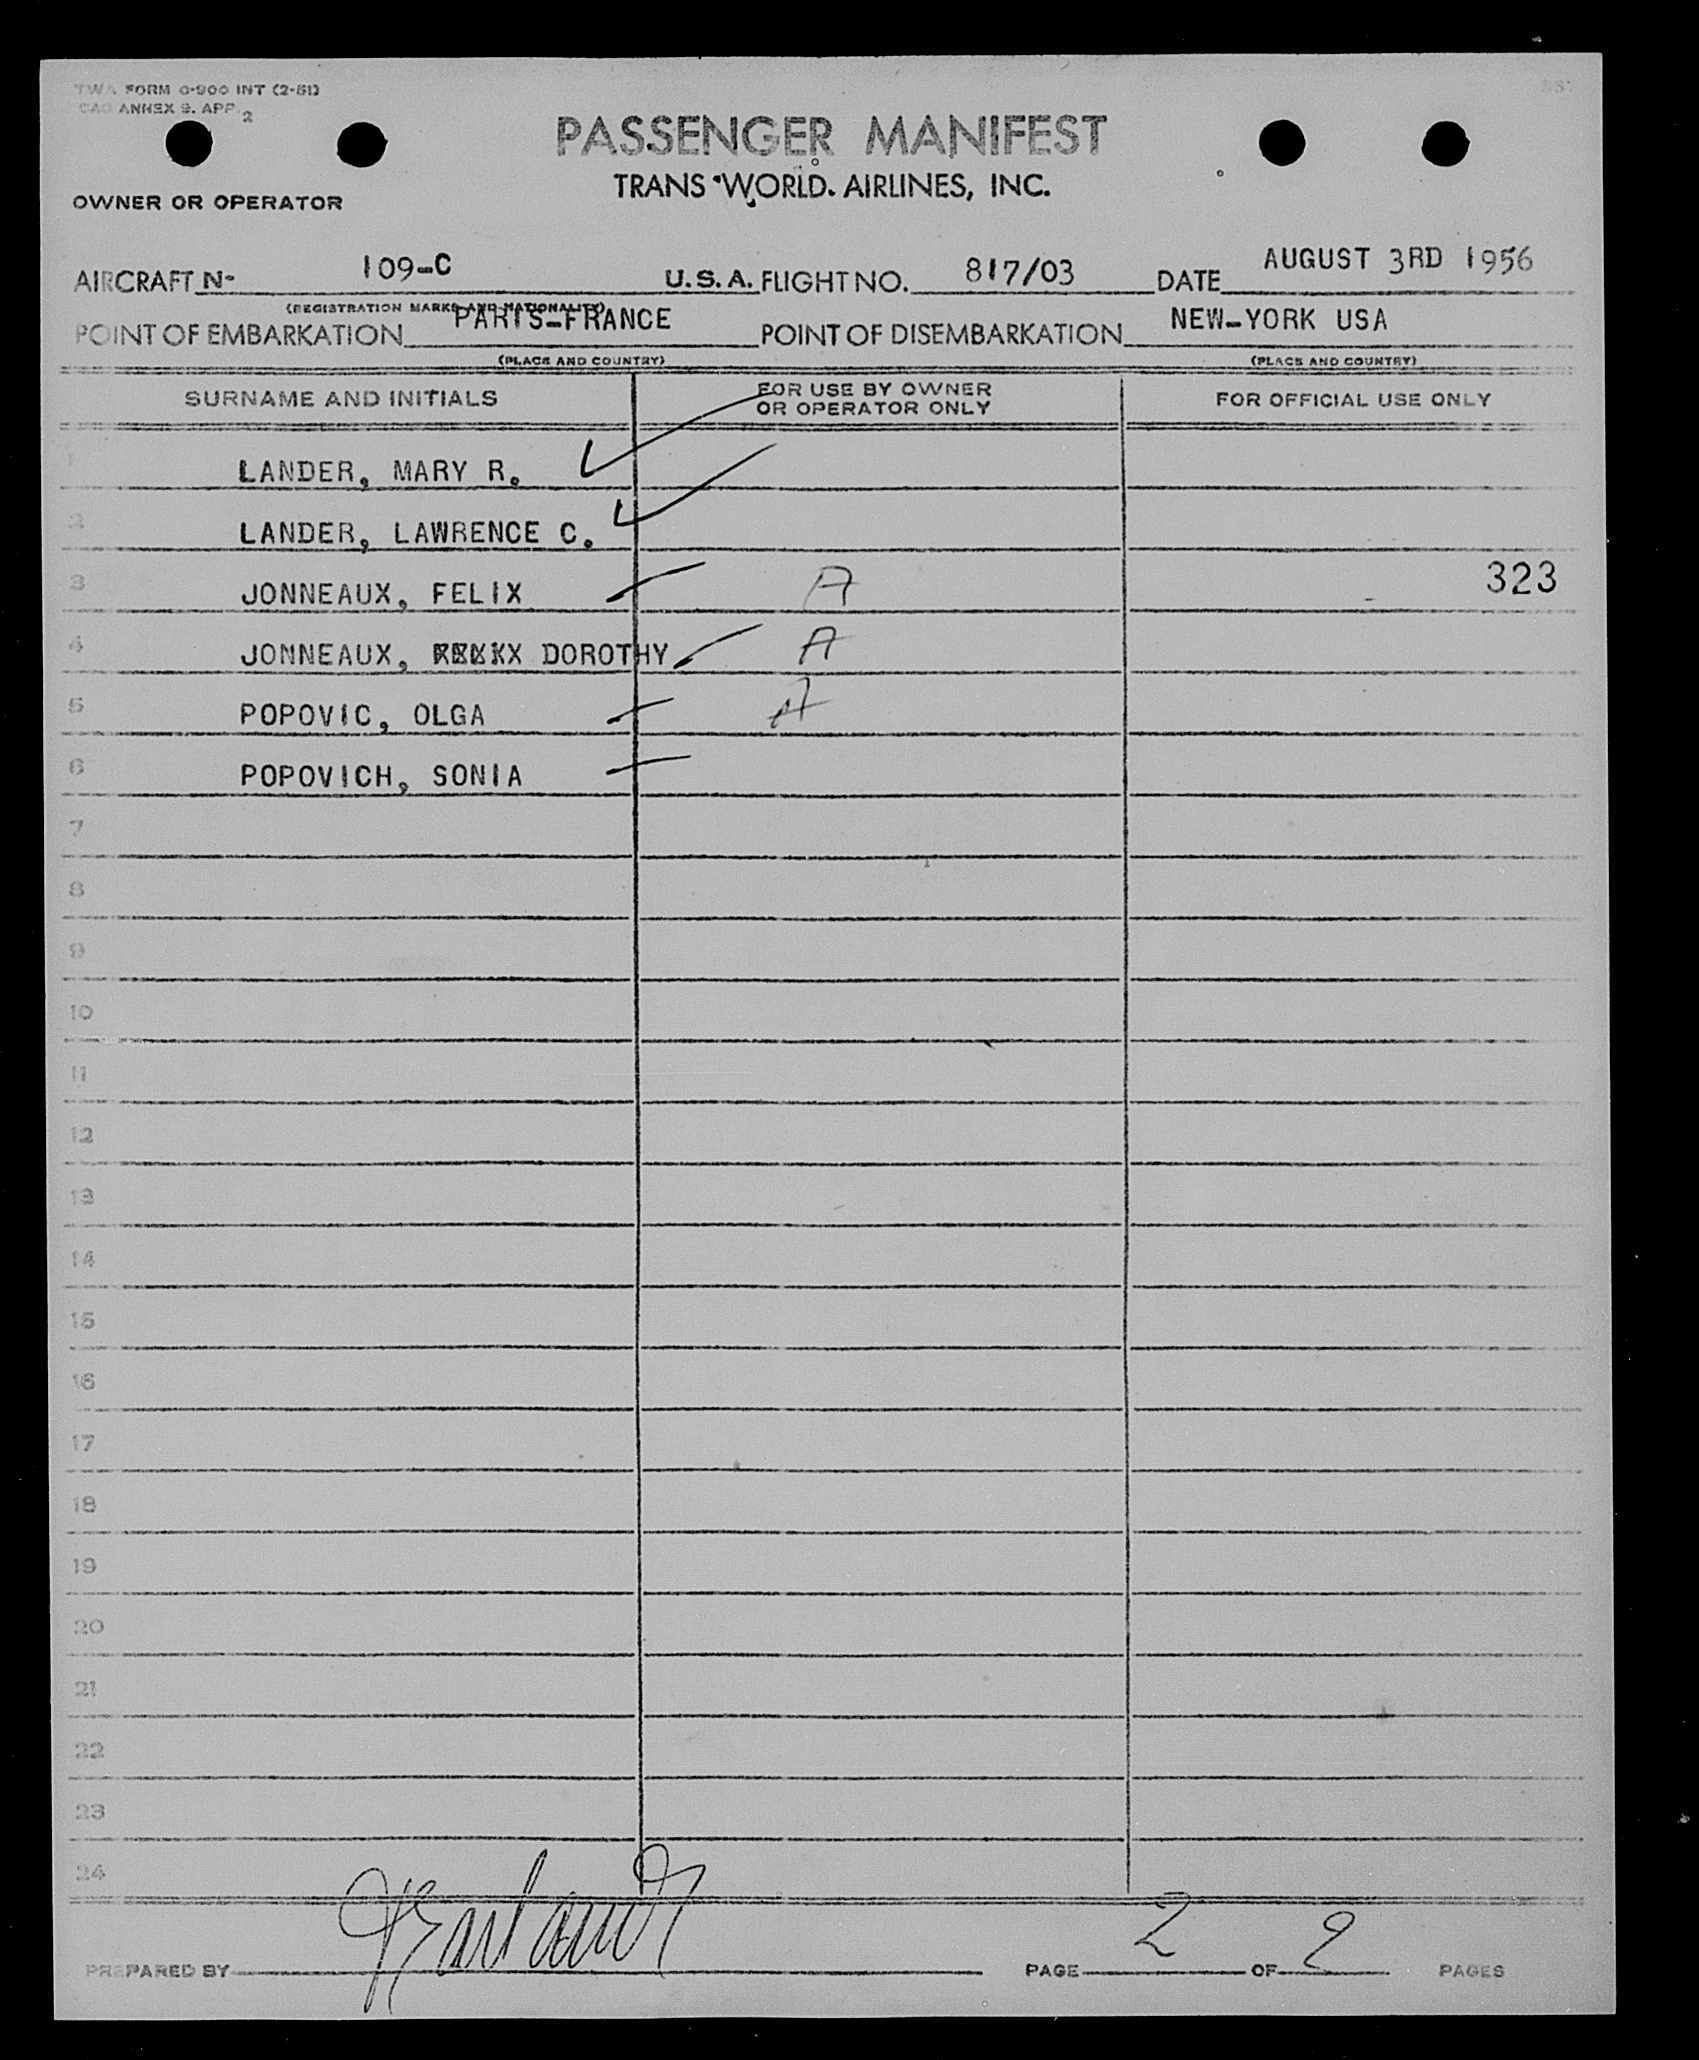 TWA FORM O-900 INT (2-51)
ICAO ANNEX 9. APP. 2
PASSENGER MANIFEST
TRANS WORLD AIRLINES, INC.
OWNER OR OPERATOR
AIRCRAFT N- 109-C U.S.A. FLIGHT NO. 817/03 DATE AUGUST 3RD 1956
(REGISTRATION MARKS AND NATIONALITY)
POINT OF EMBARKATION PARIS-FRANCE POINT OF DISEMBARKATION NEW-YORK USA
(PLACE AND COUNTRY) (PLACE AND COUNTRY)
SURNAME AND INITIALS FOR USE BY OWNER OR OPERATOR ONLY FOR OFFICIAL USE ONLY
1 LANDER, MARY R.
2 LANDER, LAWRENCE C.
3 JONNEAUX, FELIX A 323
4 JONNEAUX, DOROTHY A
5 POPOVIC, OLGA A
6 POPOVICH, SONIA
7
8
9
10
11
12
13
14
15
16
17
18
19
20
21
22
23
24
PREPARED BY PAGE 2 OF 2 PAGES